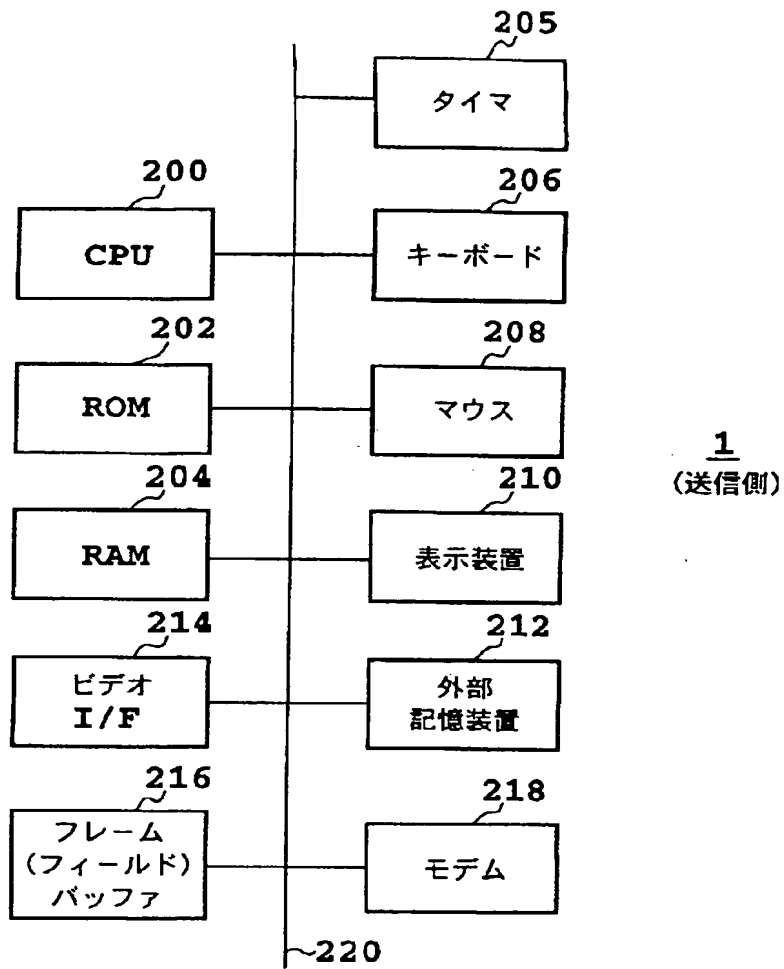 205
タイマ
200
CPU
206
キーボード
202
ROM
208
マウス
1
(送信側)
204
RAM
210
表示装置
214
ビデオ
I/F
212
外部
記憶装置
216
フレーム
(フィールド)
バッファ
218
モデム
220